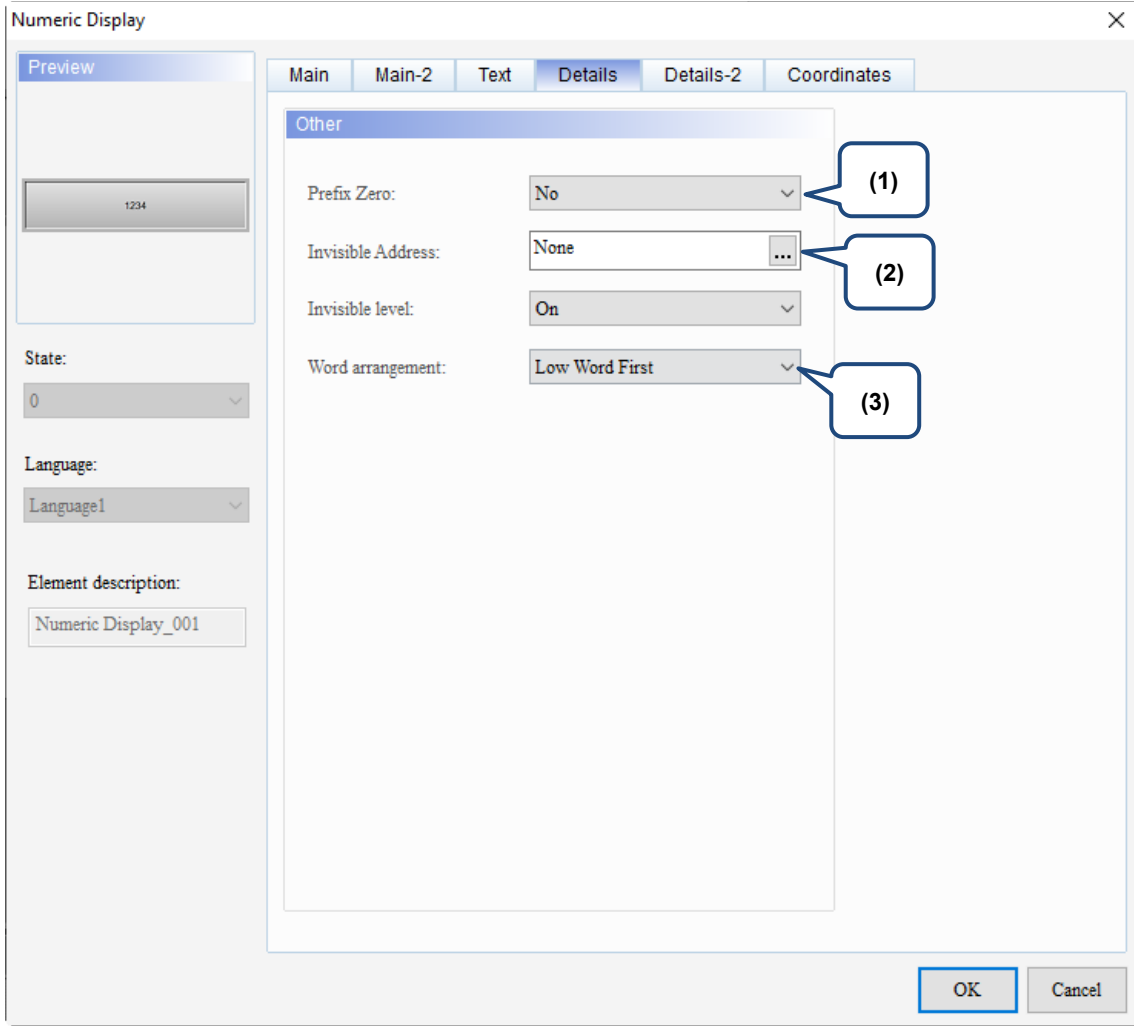 Numeric Display
Preview
1234
State:
0
Language:
Language1
Element description:
Numeric Display_001
Main Main-2 Text Details Details-2 Coordinates
Other
Prefix Zero: No (1)
Invisible Address: None ... (2)
Invisible level: On
Word arrangement: Low Word First (3)
OK Cancel